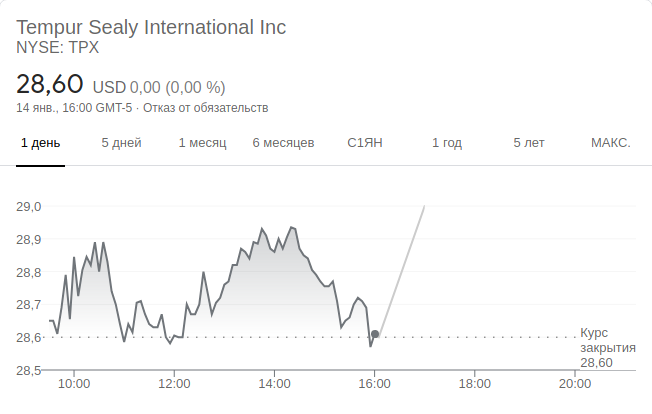 Tempur Sealy International Inc
NYSE: TPX
28,60 USD 0,00 (0,00 %)
14 янв., 16:00 GMT-5 · Отказ от обязательств
1 день 5 дней 1 месяц 6 месяцев С1ЯН 1 год 5 лет МАКС.
29,0
28,9
28,8
28,7
28,6
28,5
Курс
закрытия
28,60
10:00 12:00 14:00 16:00 18:00 20:00